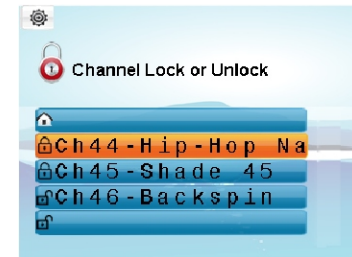 Channel Lock or Unlock
Ch44-Hip-Hop Na
Ch45-Shade 45
Ch46-Backspin